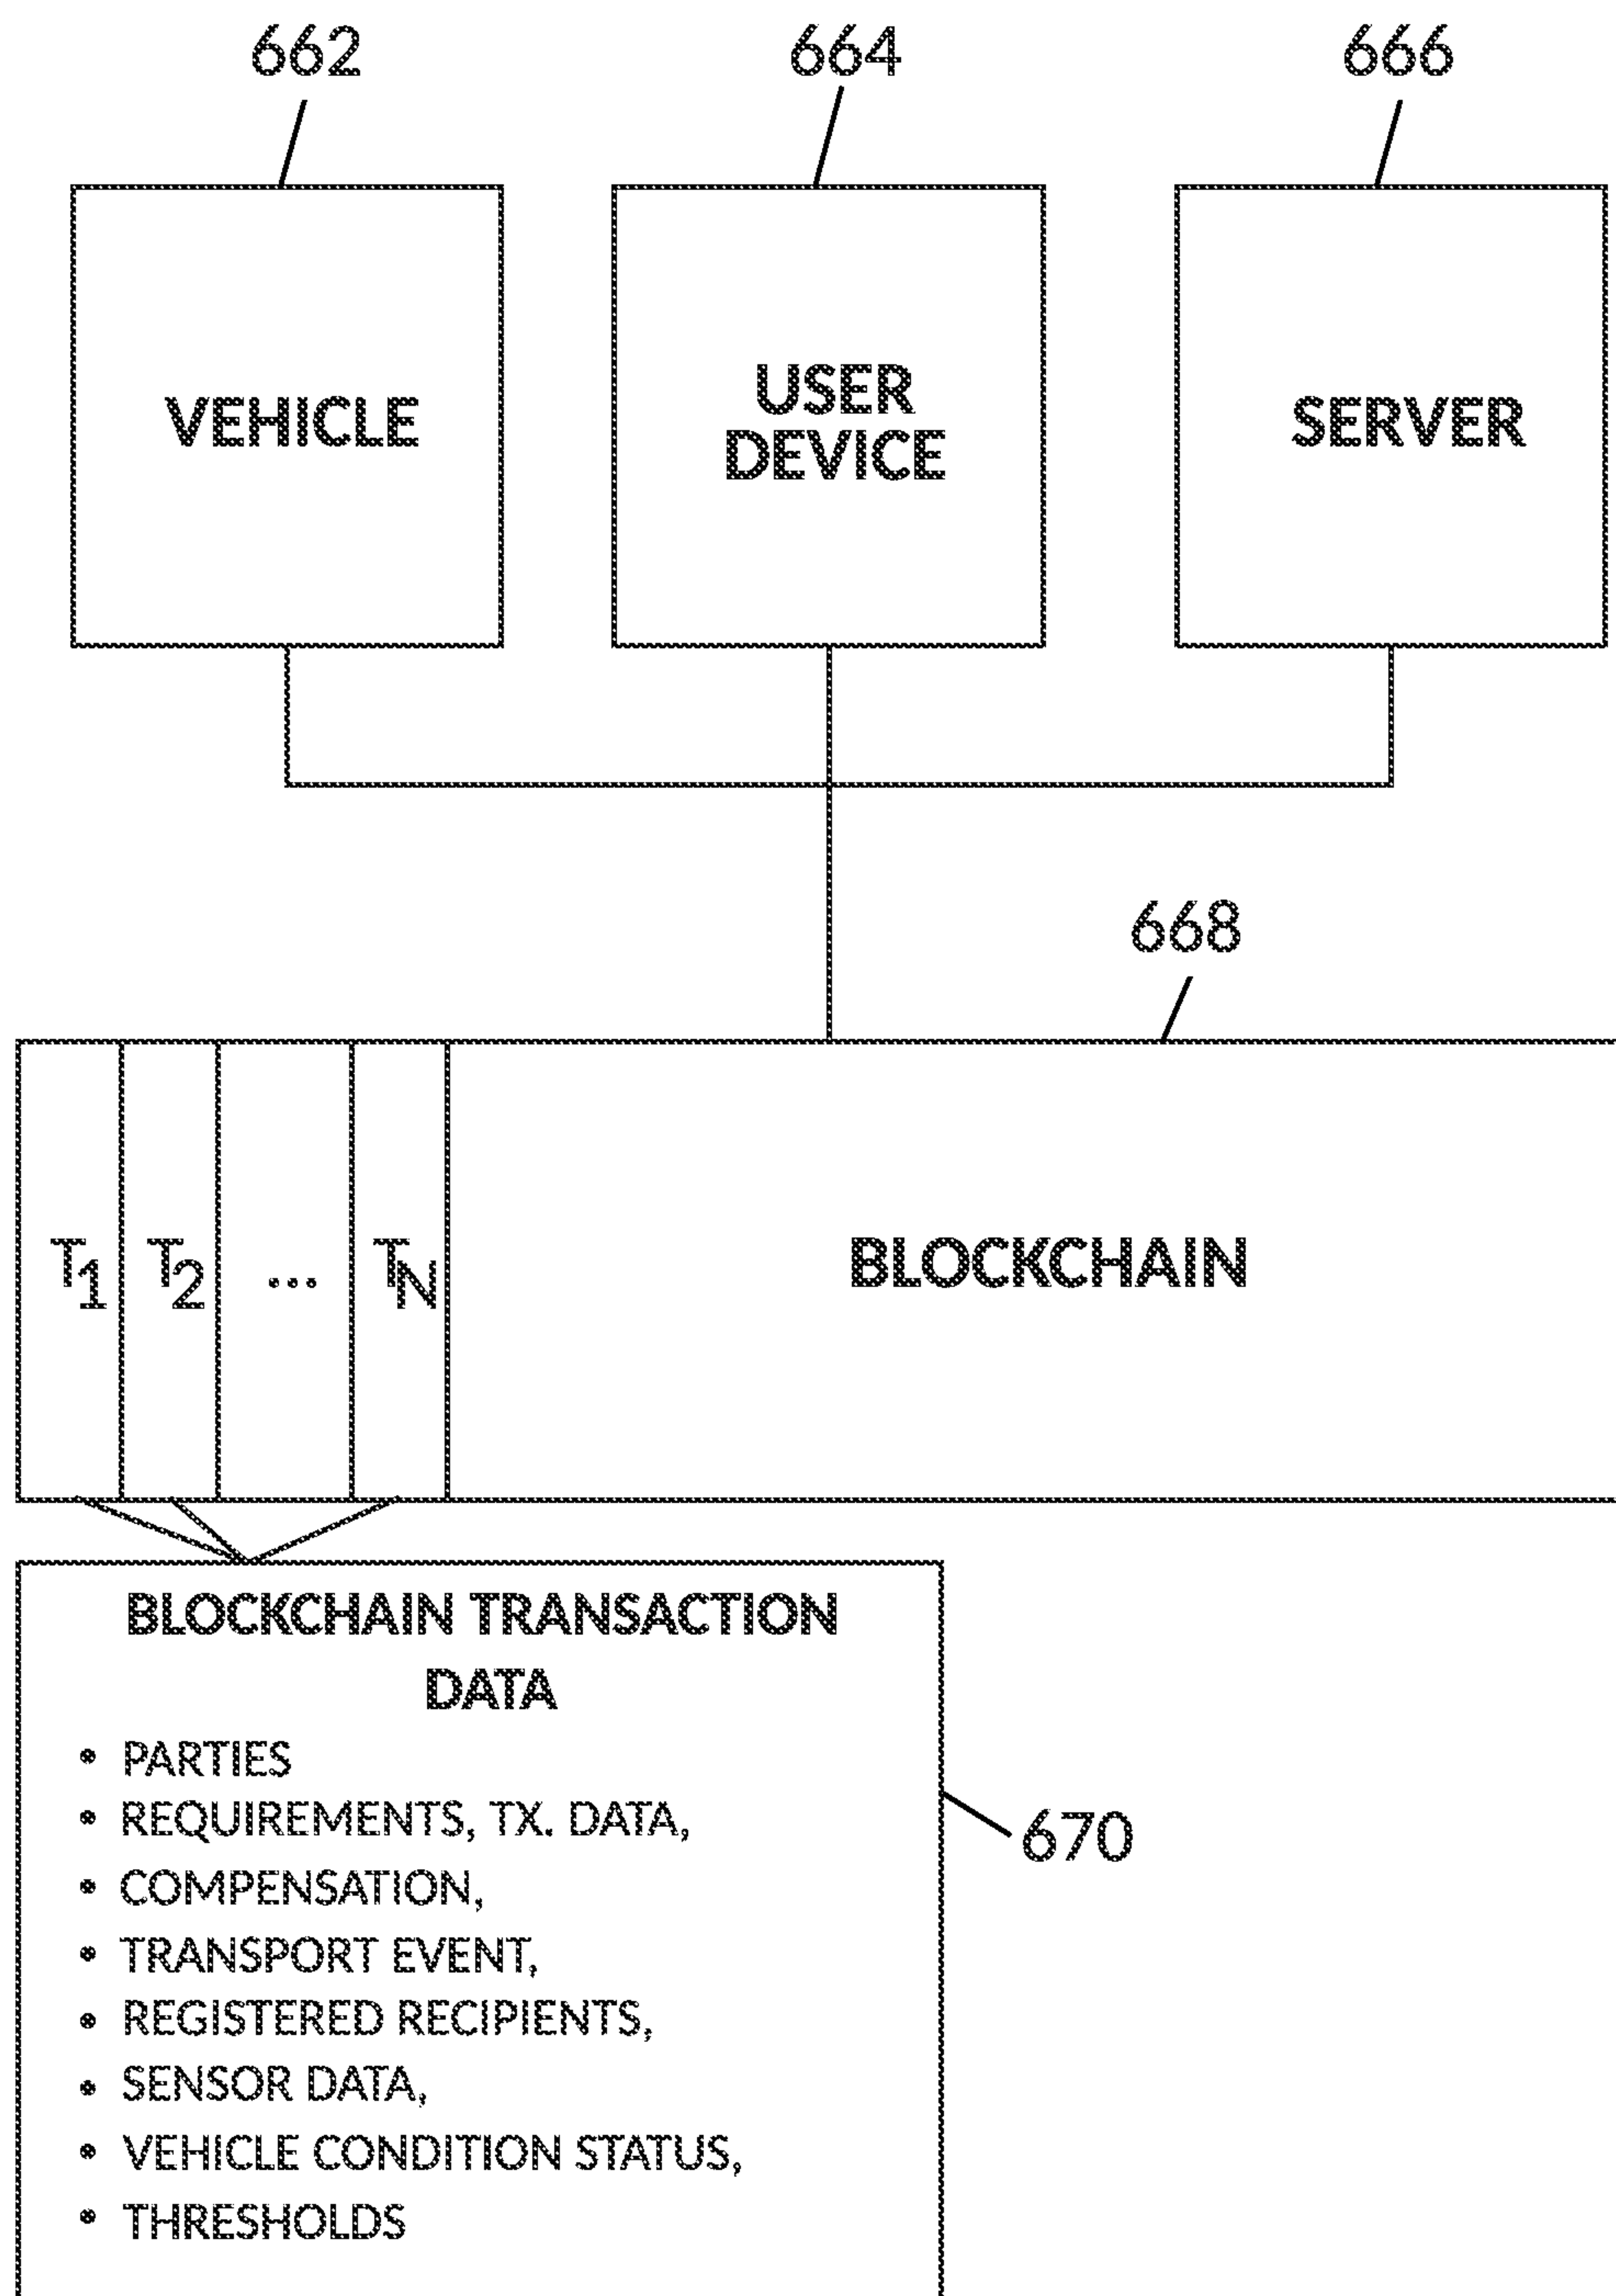 662 664 666
VEHICLE
USER
DEVICE
SERVER
668
T1 T2 ... TN BLOCKCHAIN
BLOCKCHAIN TRANSACTION
DATA
• PARTIES
• REQUIREMENTS, TX. DATA,
• COMPENSATION,
• TRANSPORT EVENT,
• REGISTERED RECIPIENTS,
• SENSOR DATA,
• VEHICLE CONDITION STATUS,
• THRESHOLDS
670